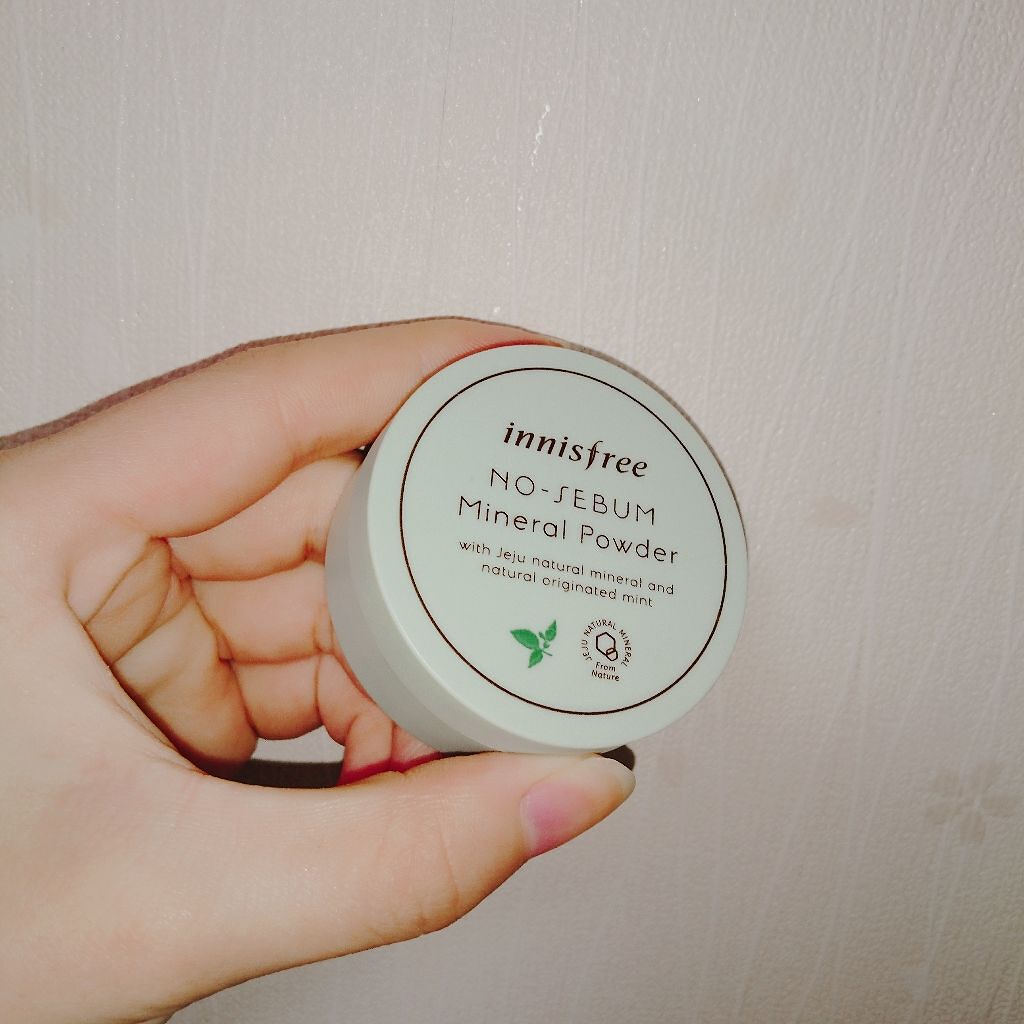 innisfree
NO-SEBUM
Mineral Powder
with Jeju natural mineral and
natural originated mint
JEJU NATURAL MINERAL
From
Nature